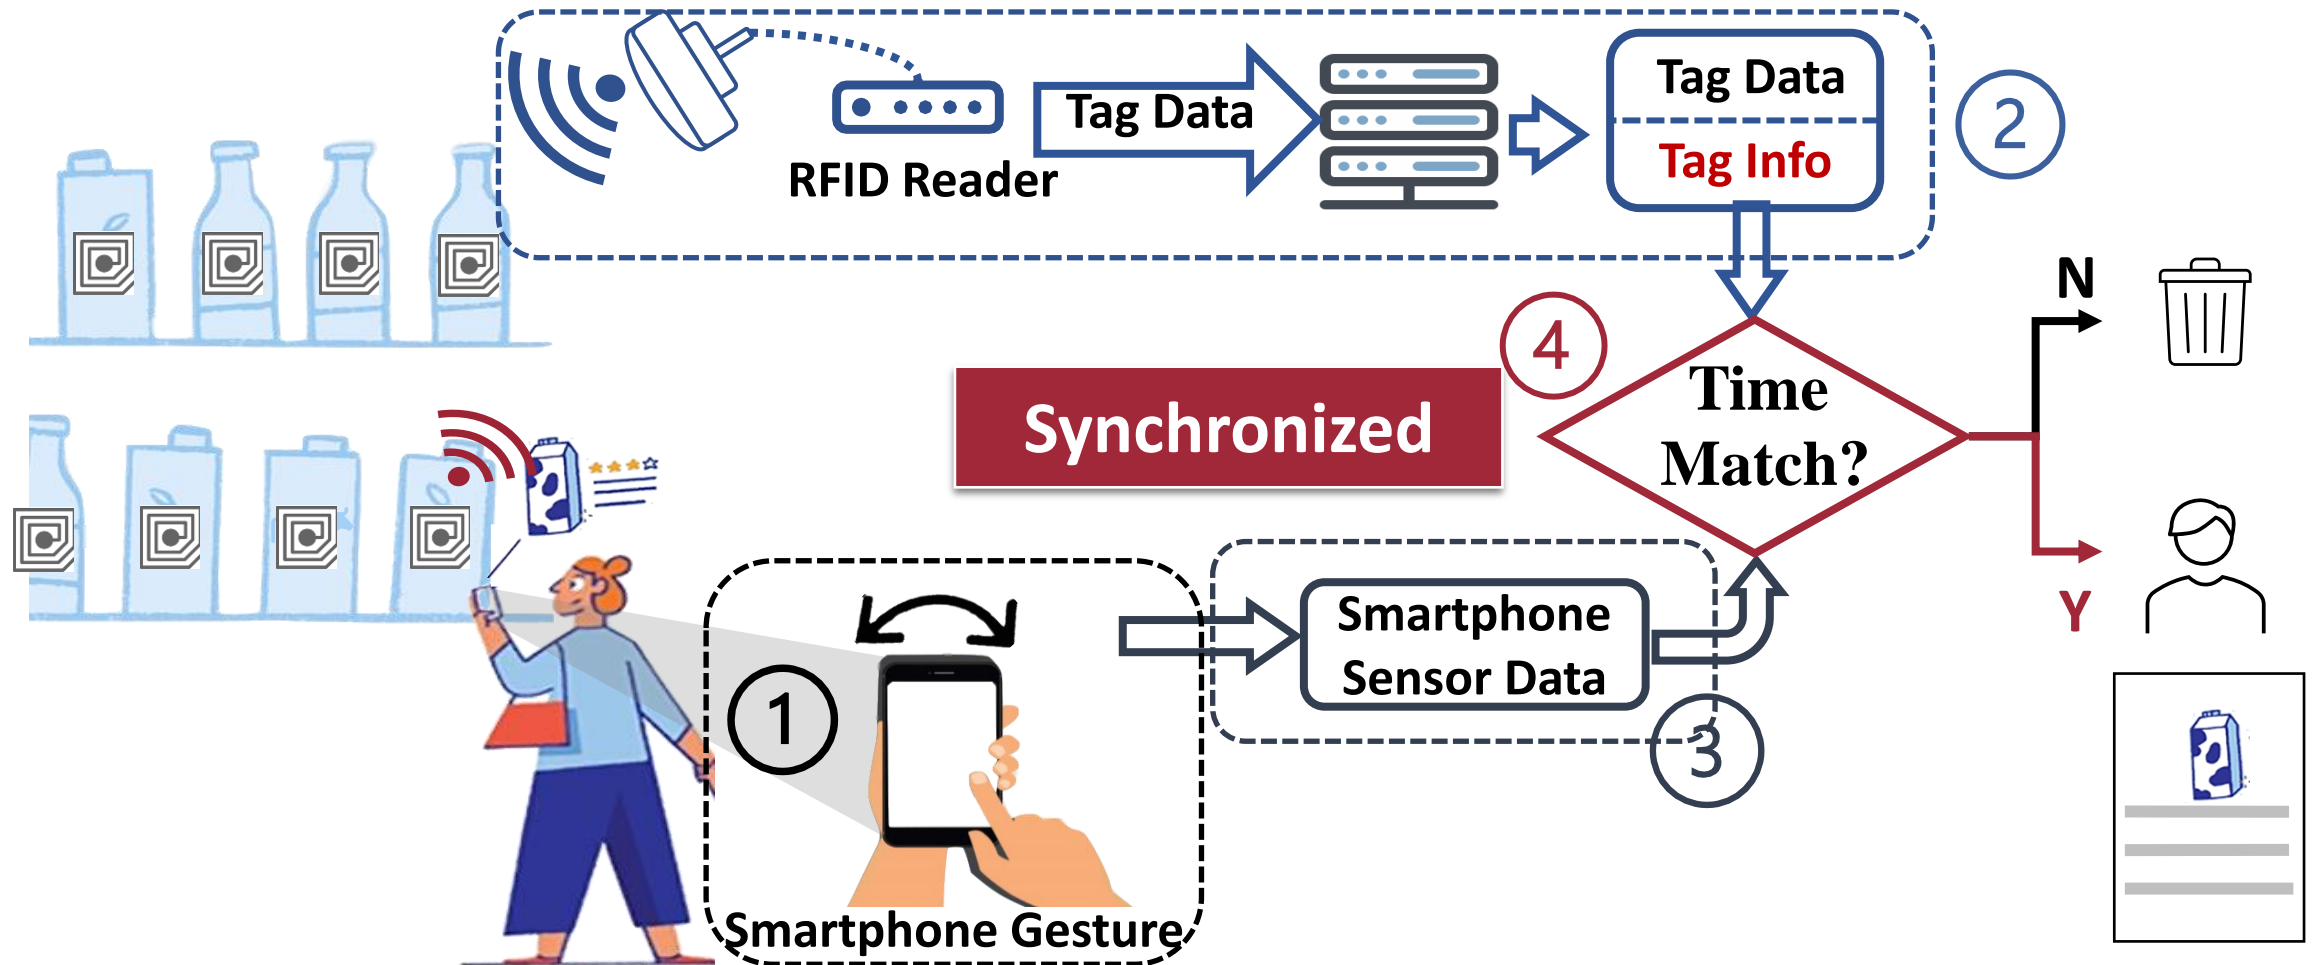 Tag Data
RFID Reader
Tag Data
Tag Info
2
N
4
Synchronized
Time
Match?
Y
1
Smartphone Gesture
Smartphone
Sensor Data
3